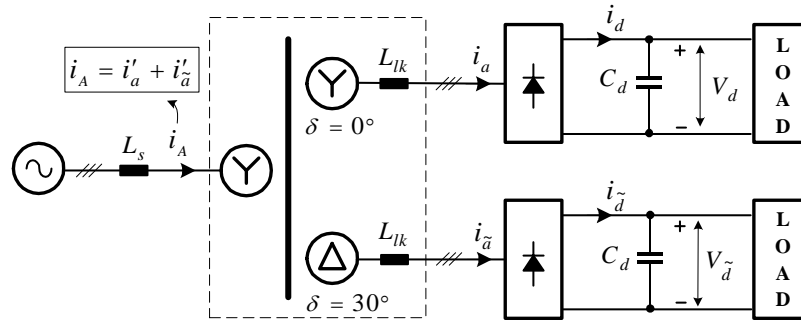 i_A = i'_a + i'_ã
L_s
i_A
L_lk
i_a
δ = 0°
i_d
C_d
+
V_d
−
L
O
A
D
L_lk
i_ã
δ = 30°
i_d̃
C_d
+
V_d̃
−
L
O
A
D